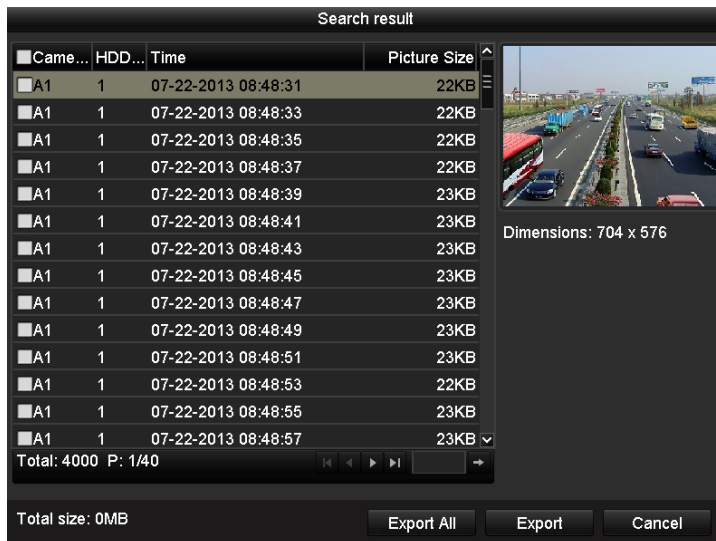 Search result
Came... HDD... Time Picture Size
A1 1 07-22-2013 08:48:31 22KB
A1 1 07-22-2013 08:48:33 22KB
A1 1 07-22-2013 08:48:35 22KB
A1 1 07-22-2013 08:48:37 22KB
A1 1 07-22-2013 08:48:39 23KB
A1 1 07-22-2013 08:48:41 23KB
A1 1 07-22-2013 08:48:43 23KB
A1 1 07-22-2013 08:48:45 23KB
A1 1 07-22-2013 08:48:47 23KB
A1 1 07-22-2013 08:48:49 23KB
A1 1 07-22-2013 08:48:51 23KB
A1 1 07-22-2013 08:48:53 22KB
A1 1 07-22-2013 08:48:55 23KB
A1 1 07-22-2013 08:48:57 23KB
Total: 4000 P: 1/40
Dimensions: 704 x 576
Total size: 0MB
Export All Export Cancel